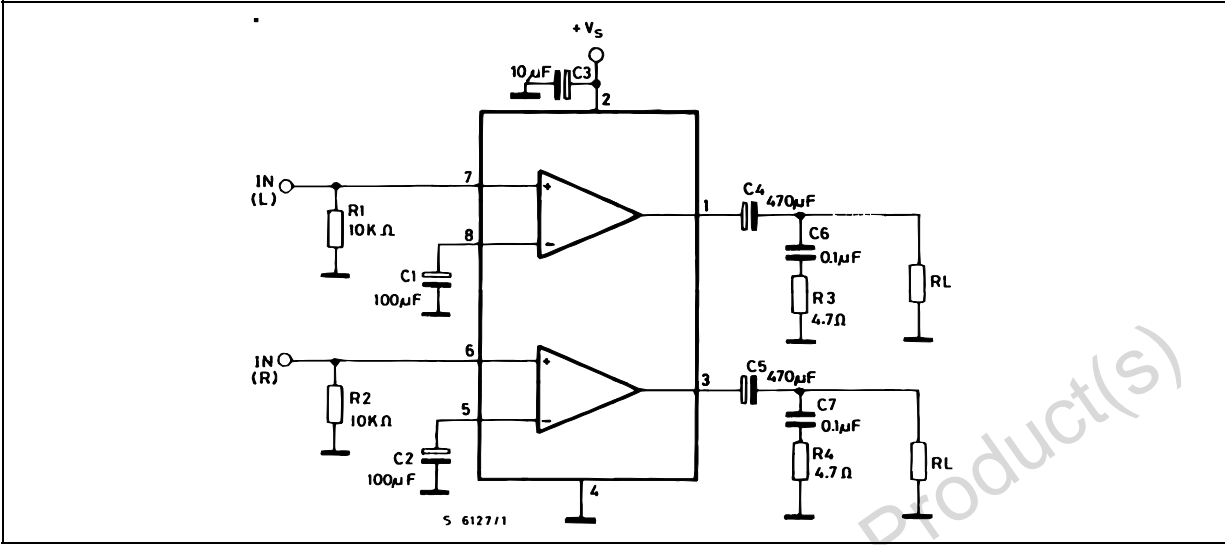 +Vs
10µF
C3
2
IN
(L)
7
+
R1
10KΩ
8
-
C1
100µF
1
C4
470µF
C6
0.1µF
R3
4.7Ω
RL
IN
(R)
6
+
R2
10KΩ
5
-
C2
100µF
3
C5
470µF
C7
0.1µF
R4
4.7Ω
RL
4
S 6127/1
Product(s)